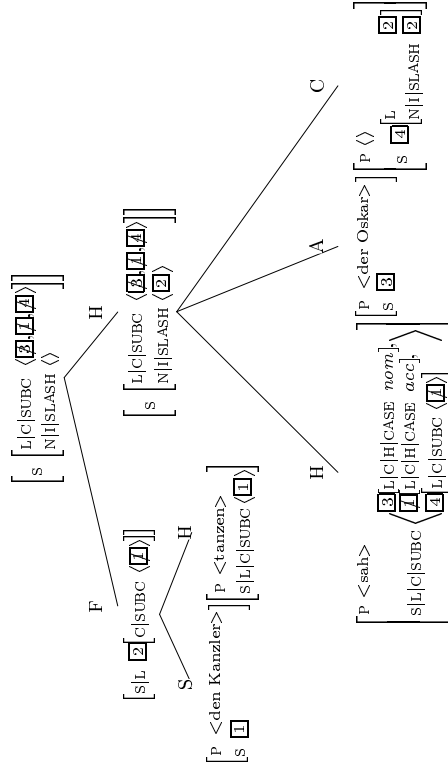 L|C|SUBC ⟨3, 1, 4⟩
S
N|I|SLASH ⟨⟩
F H
S|L 2 C|SUBC ⟨1⟩
L|C|SUBC ⟨3, 1, 4⟩
S
N|I|SLASH ⟨2⟩
S H
P <den Kanzler>
S 1
P <tanzen>
S|L|C|SUBC ⟨1⟩
H A C
P <sah>
3[L|C|H|CASE nom],
S|L|C|SUBC ⟨1[L|C|H|CASE acc],⟩
4[L|C|SUBC ⟨1⟩]
P <der Oskar>
S 3
P ⟨⟩
L 2
S 4
N|I|SLASH 2